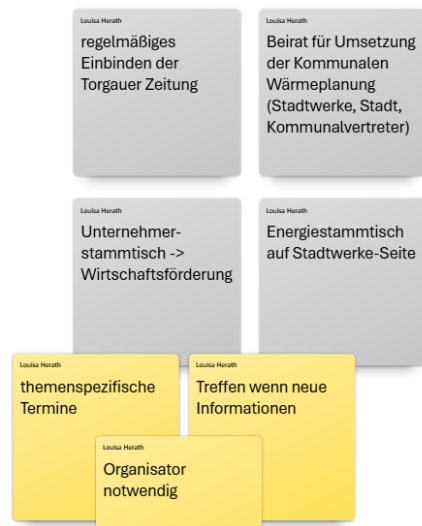 Louisa Herath
regelmäßiges
Einbinden der
Torgauer Zeitung
Louisa Herath
Beirat für Umsetzung
der Kommunalen
Wärmeplanung
(Stadtwerke, Stadt,
Kommunalvertreter)
Louisa Herath
Unternehmer-
stammtisch ->
Wirtschaftsförderung
Louisa Herath
Energiestammtisch
auf Stadtwerke-Seite
Louisa Herath
themenspezifische
Termine
Louisa Herath
Treffen wenn neue
Informationen
Louisa Herath
Organisator
notwendig